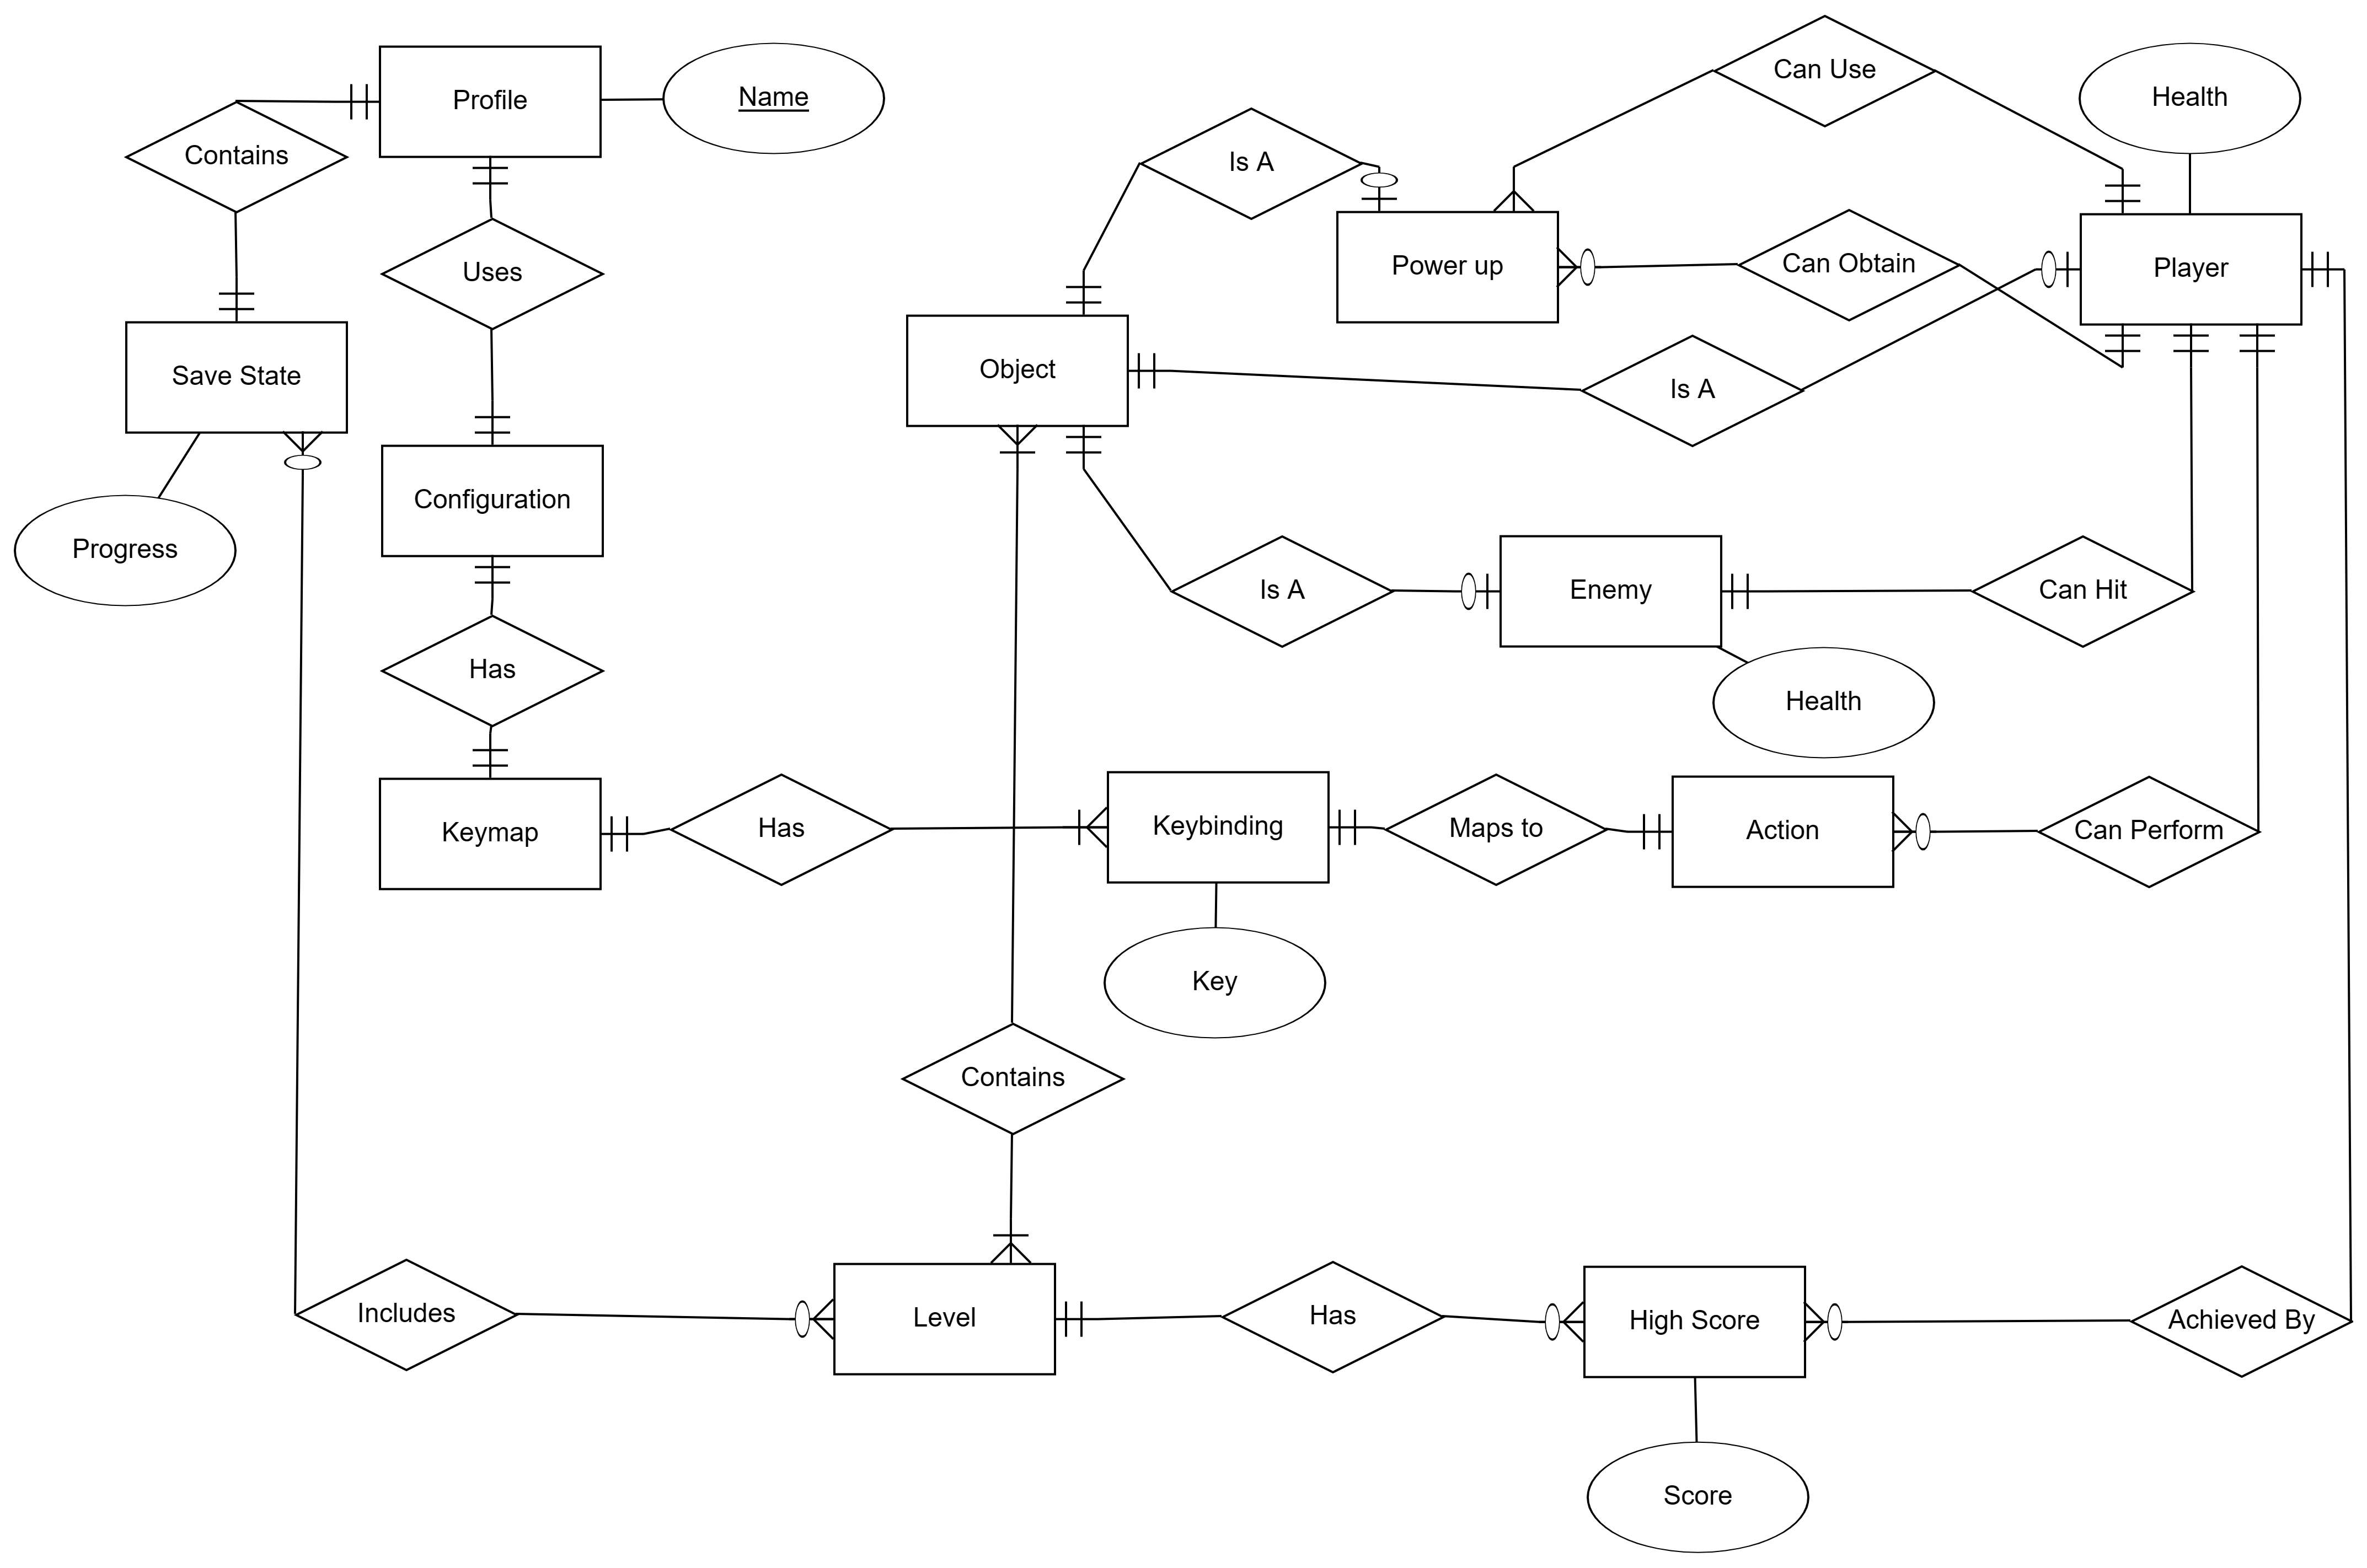 Can Use
Profile
Name
Health
Contains
Is A
Can Obtain
Power up
Player
Uses
Object
Save State
Is A
Configuration
Progress
Is A
Enemy
Can Hit
Has
Health
Keymap
Has
Keybinding
Maps to
Action
Can Perform
Key
Contains
Includes
Level
Has
High Score
Achieved By
Score